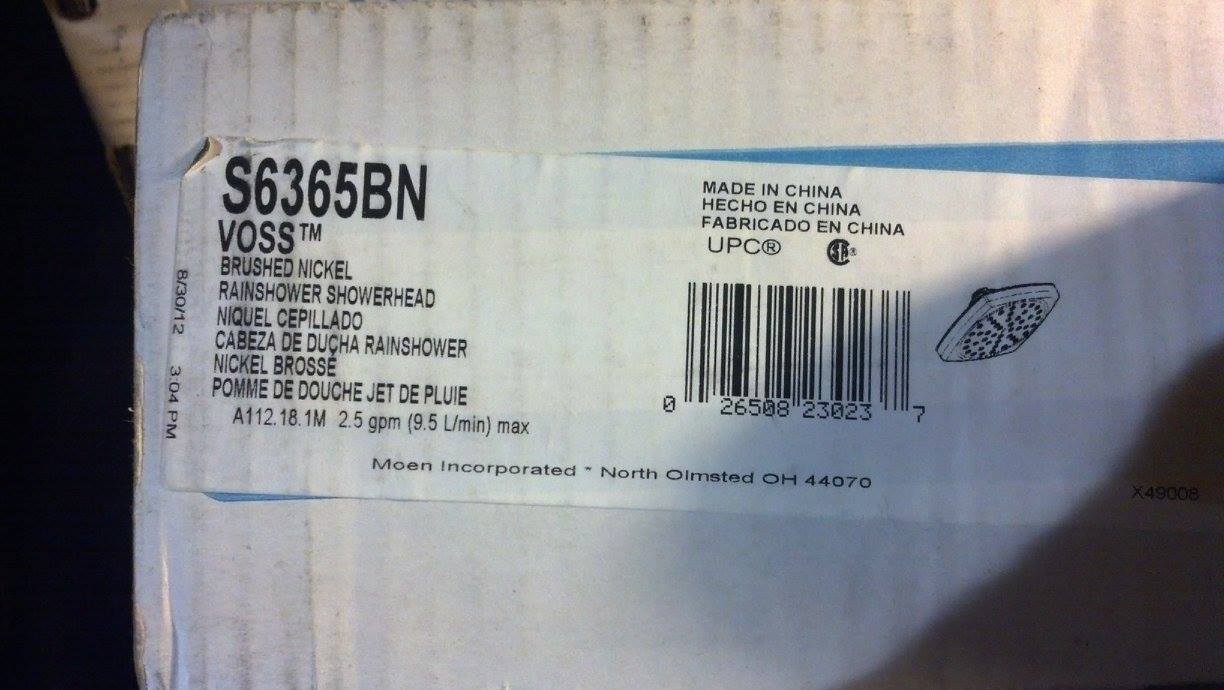 S6365BN
VOSS™
BRUSHED NICKEL
RAINSHOWER SHOWERHEAD
NIQUEL CEPILLADO
CABEZA DE DUCHA RAINSHOWER
NICKEL BROSSÉ
POMME DE DOUCHE JET DE PLUIE
A112.18.1M 2.5 gpm (9.5 L/min) max
MADE IN CHINA
HECHO EN CHINA
FABRICADO EN CHINA
UPC® SA®
0 26508 23023 7
Moen Incorporated * North Olmsted OH 44070
X49008
8/30/12 3:04 PM